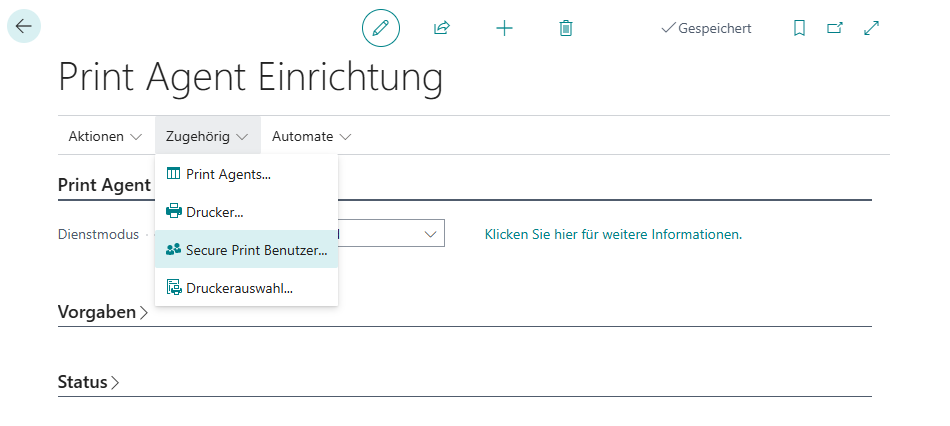 Gespeichert
Print Agent Einrichtung
Aktionen Zugehörig Automate
Print Agents...
Print Agent
Drucker...
Dienstmodus Klicken Sie hier für weitere Informationen.
Secure Print Benutzer...
Druckerauswahl...
Vorgaben
Status